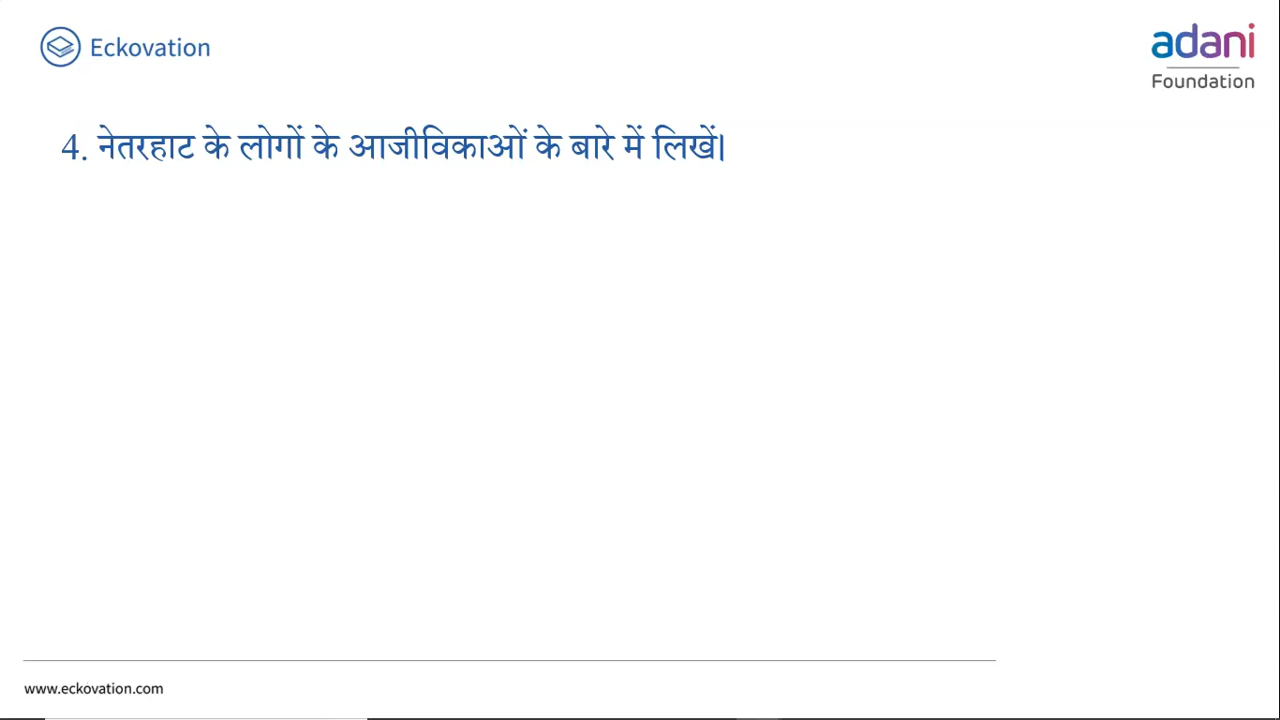 Eckovation
adani
Foundation
4. नेतरहाट के लोगों के आजीविकाओं के बारे में लिखें।
www.eckovation.com